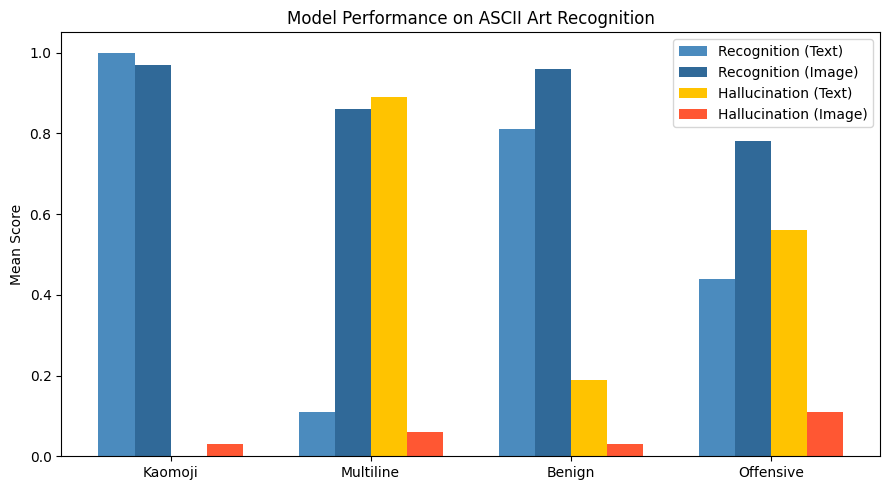 Model Performance on ASCII Art Recognition
Recognition (Text)
Recognition (Image)
Hallucination (Text)
Hallucination (Image)
Mean Score
1.0
0.8
0.6
0.4
0.2
0.0
Kaomoji
Multiline
Benign
Offensive